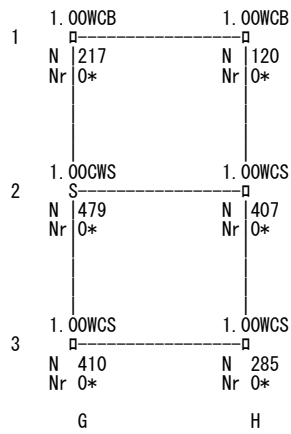 1.00WCB 1.00WCB
1
N 217 N 120
Nr 0* Nr 0*
1.00CWS 1.00WCS
2 S
N 479 N 407
Nr 0* Nr 0*
1.00WCS 1.00WCS
3
N 410 N 285
Nr 0* Nr 0*
G H